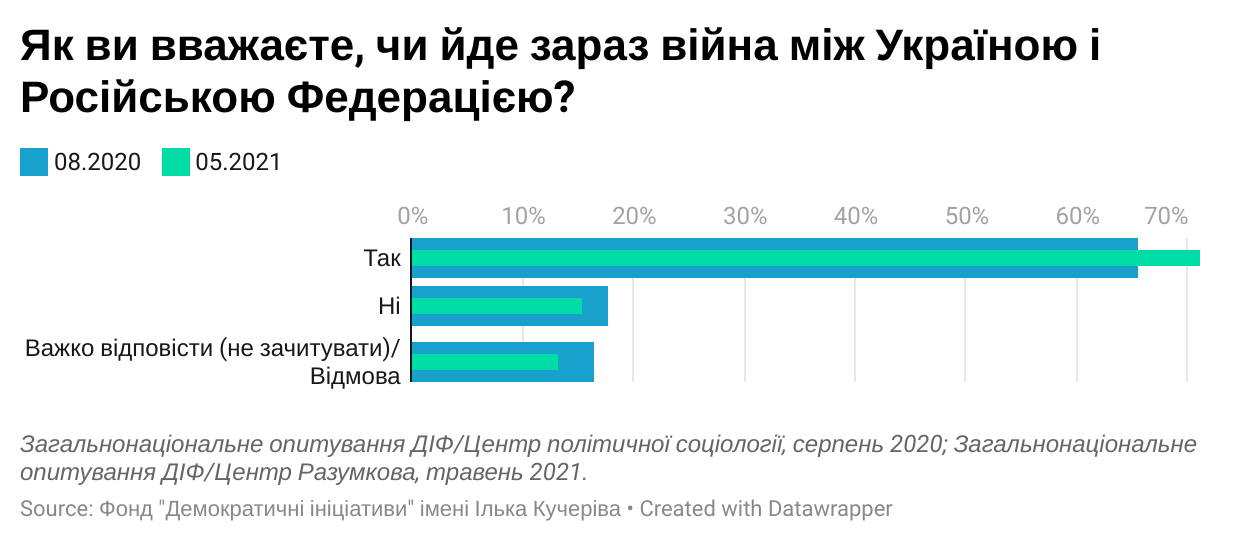 Як ви вважаєте, чи йде зараз війна між Україною і
Російською Федерацією?
08.2020 05.2021
0% 10% 20% 30% 40% 50% 60% 70%
Так
Ні
Важко відповісти (не зачитувати)/
Відмова
Загальнонаціональне опитування ДІФ/Центр політичної соціології, серпень 2020; Загальнонаціональне
опитування ДІФ/Центр Разумкова, травень 2021.
Source: Фонд "Демократичні ініціативи" імені Ілька Кучеріва • Created with Datawrapper